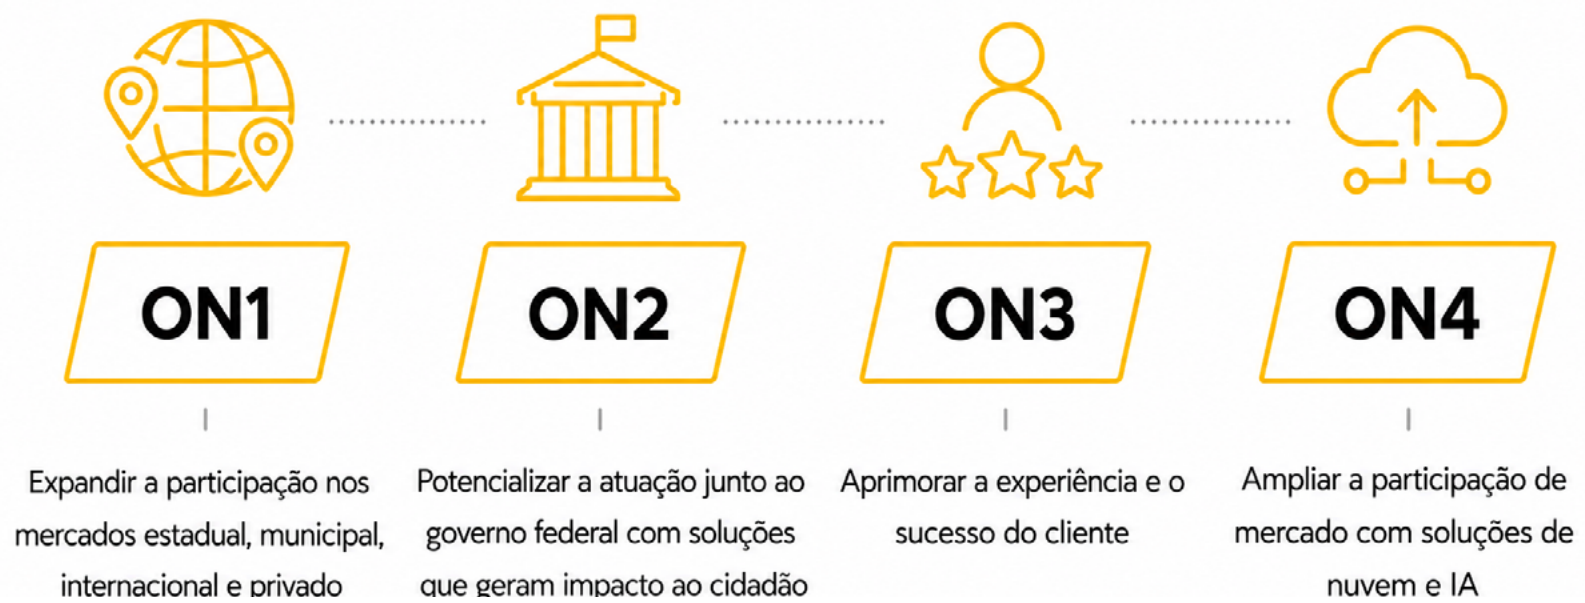 ON1
Expandir a participação nos
mercados estadual, municipal,
internacional e privado
ON2
Potencializar a atuação junto ao
governo federal com soluções
que geram impacto ao cidadão
ON3
Aprimorar a experiência e o
sucesso do cliente
ON4
Ampliar a participação de
mercado com soluções de
nuvem e IA